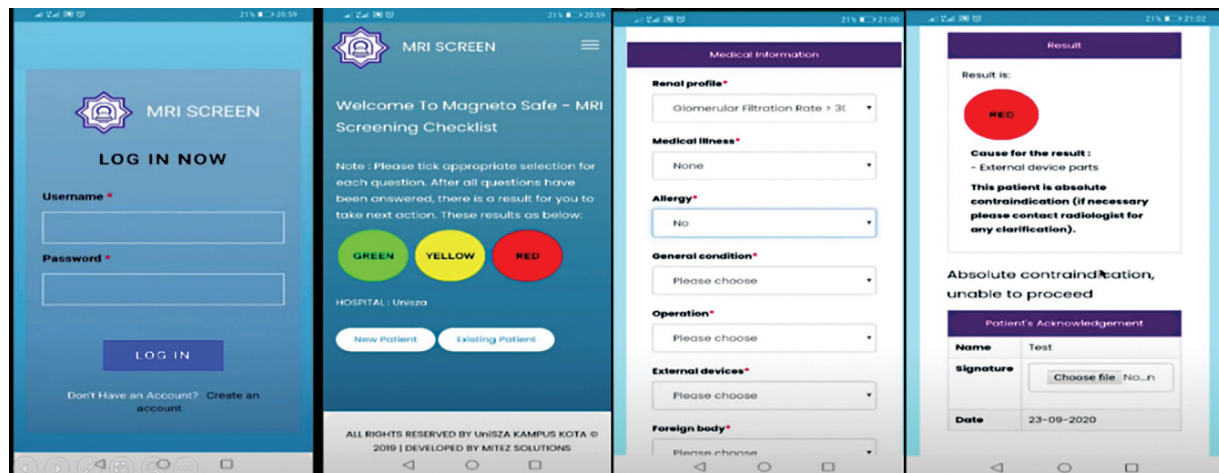 21% 20:59
MRI SCREEN
LOG IN NOW
Username *
Password *
LOG IN
Don't Have an Account? Create an
account
21% 20:59
MRI SCREEN
Welcome To Magneto Safe - MRI
Screening Checklist
Note : Please tick appropriate selection for
each question. After all questions have
been answered, there is a result for you to
take next action. These results as below:
GREEN YELLOW RED
HOSPITAL : Unisza
New Patient Existing Patient
ALL RIGHTS RESERVED BY UniSZA KAMPUS KOTA ©
2019 | DEVELOPED BY MITEZ SOLUTIONS
21% 21:00
Medical Information
Renal profile*
Glomerular Filtration Rate > 30
Medical illness*
None
Allergy*
No
General condition*
Please choose
Operation*
Please choose
External devices*
Please choose
Foreign body*
Please choose
21% 21:02
Result
Result is:
RED
Cause for the result :
- External device parts
This patient is absolute
contraindication (if necessary
please contact radiologist for
any clarification).
Absolute contraindication,
unable to proceed
Patient's Acknowledgement
Name Test
Signature Choose file No...n
Date 23-09-2020